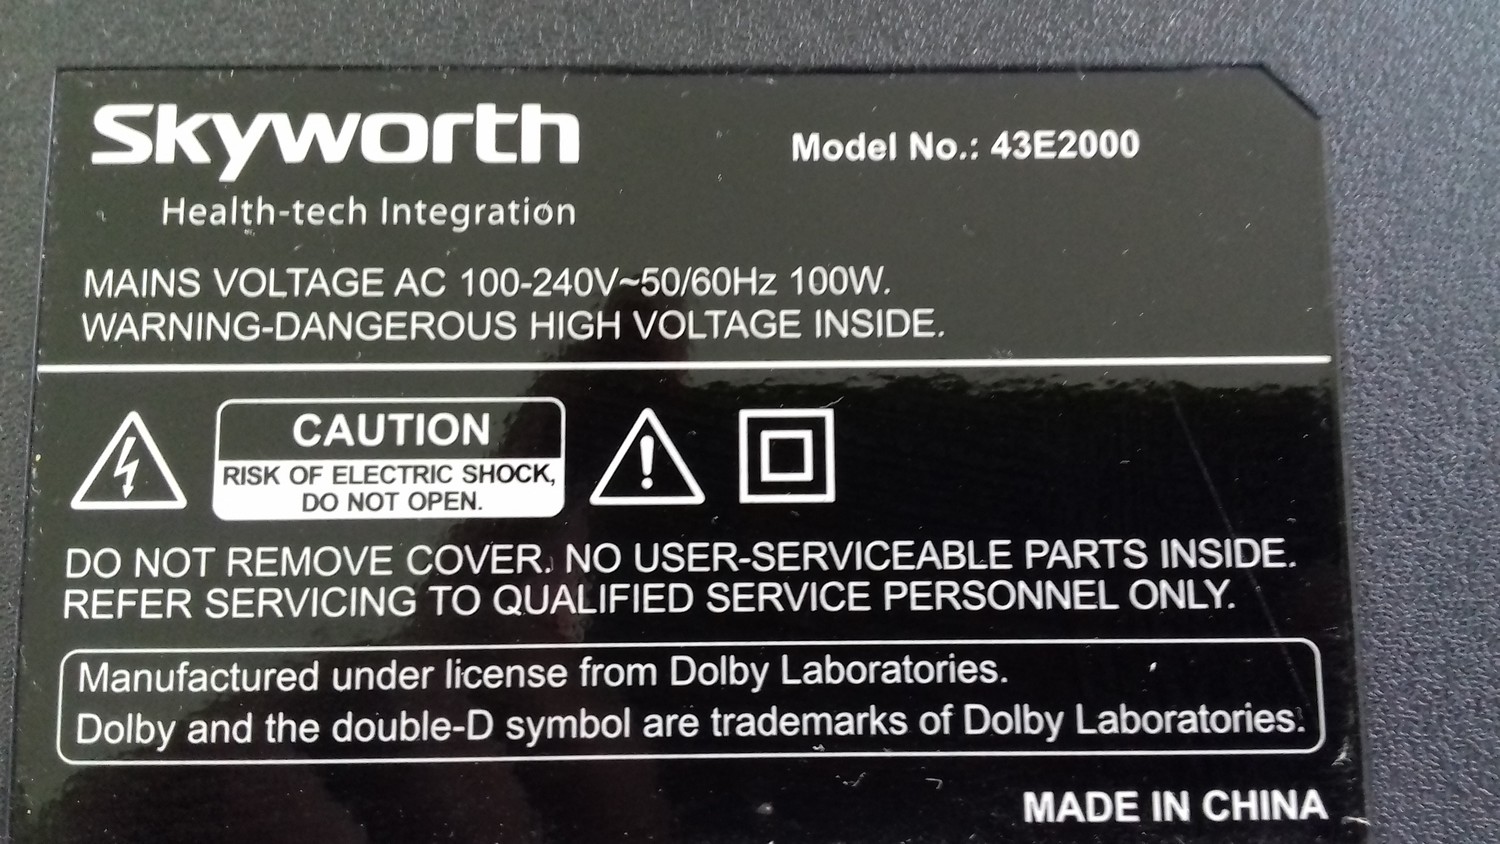 Skyworth
Model No.: 43E2000
Health-tech Integration
MAINS VOLTAGE AC 100-240V~50/60Hz 100W.
WARNING-DANGEROUS HIGH VOLTAGE INSIDE.
CAUTION
RISK OF ELECTRIC SHOCK,
DO NOT OPEN.
DO NOT REMOVE COVER. NO USER-SERVICEABLE PARTS INSIDE.
REFER SERVICING TO QUALIFIED SERVICE PERSONNEL ONLY.
Manufactured under license from Dolby Laboratories.
Dolby and the double-D symbol are trademarks of Dolby Laboratories.
MADE IN CHINA